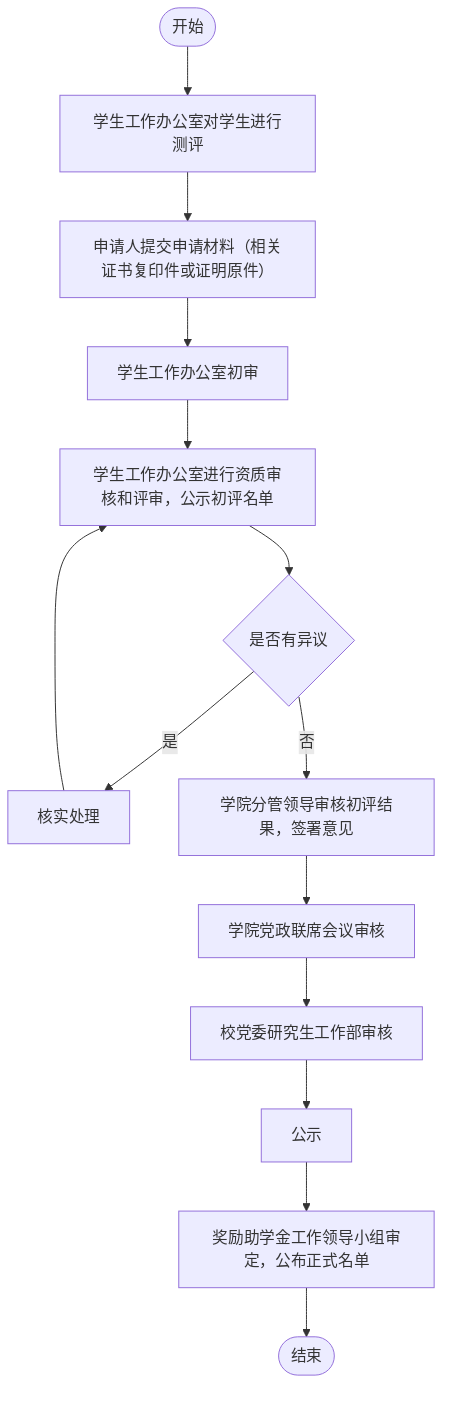 开始
学生工作办公室对学生进行
测评
申请人提交申请材料（相关
证书复印件或证明原件）
学生工作办公室初审
学生工作办公室进行资质审
核和评审，公示初评名单
是否有异议
是
否
核实处理
学院分管领导审核初评结
果，签署意见
学院党政联席会议审核
校党委研究生工作部审核
公示
奖励助学金工作领导小组审
定，公布正式名单
结束